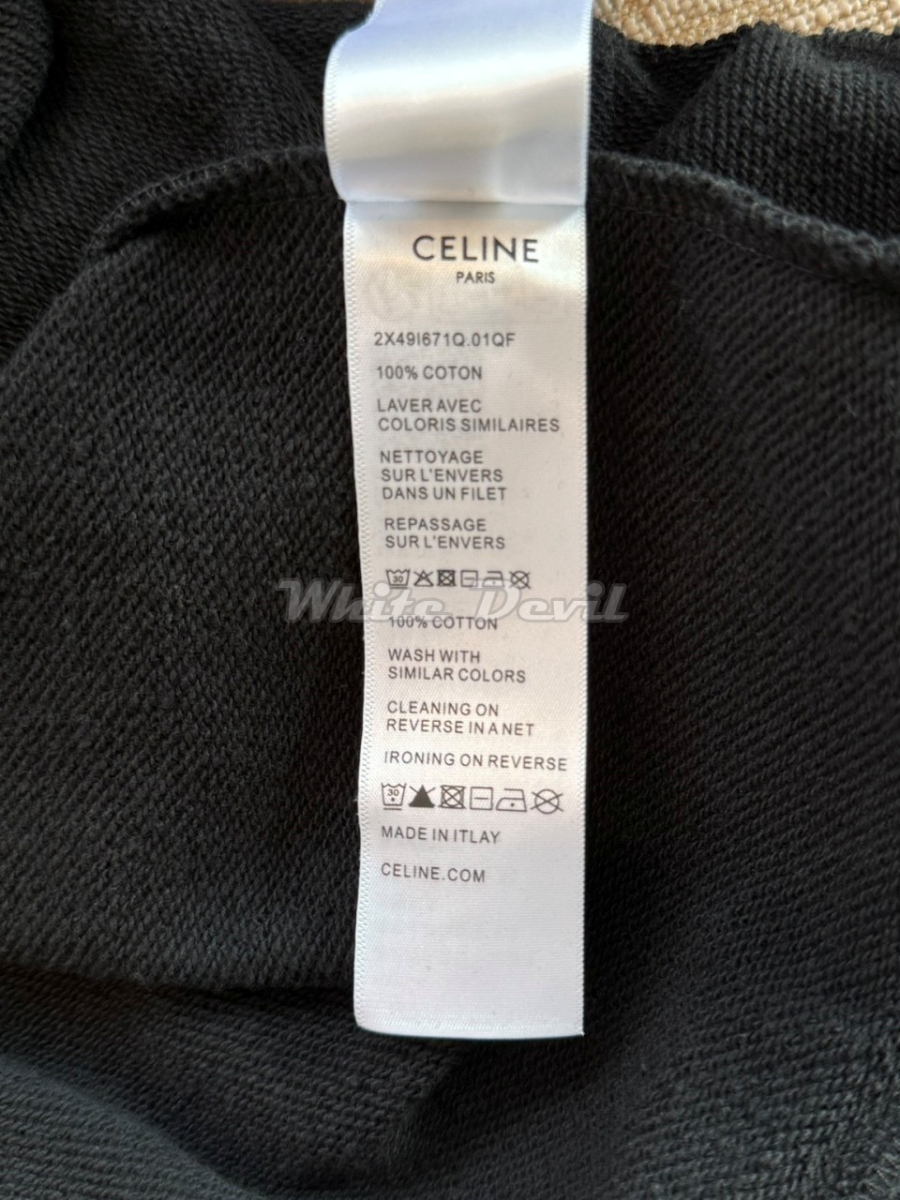 CELINE
PARIS
2X49I671Q.01QF
100% COTON
LAVER AVEC
COLORIS SIMILAIRES
NETTOYAGE
SUR L'ENVERS
DANS UN FILET
REPASSAGE
SUR L'ENVERS
30
White Devil
100% COTTON
WASH WITH
SIMILAR COLORS
CLEANING ON
REVERSE IN A NET
IRONING ON REVERSE
30
MADE IN ITLAY
CELINE.COM